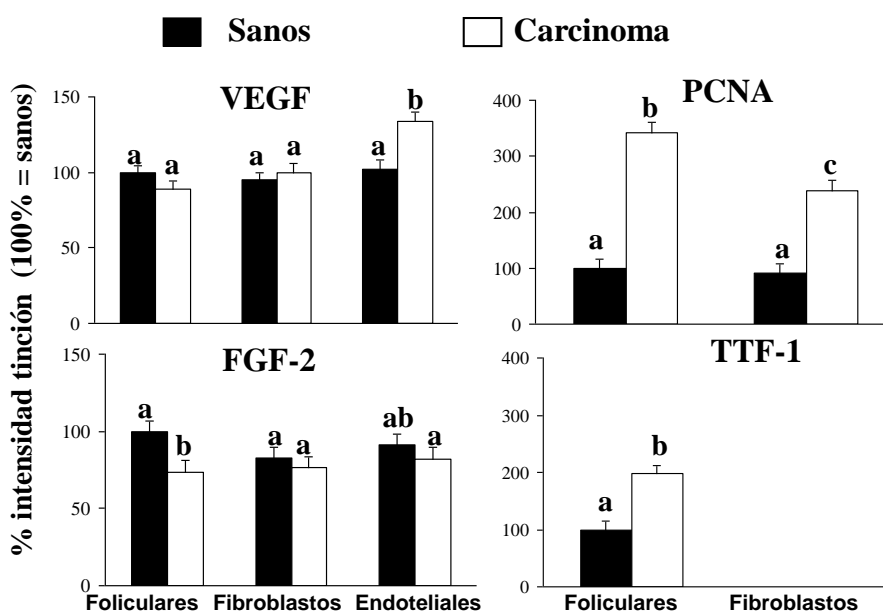 Sanos
Carcinoma
% intensidad tinción (100% = sanos)
VEGF
150
100
50
0
a
a
a
a
a
b
PCNA
400
300
200
100
0
a
b
a
c
FGF-2
150
100
50
0
a
b
a
a
ab
a
Foliculares Fibroblastos Endoteliales
TTF-1
400
300
200
100
0
a
b
Foliculares Fibroblastos